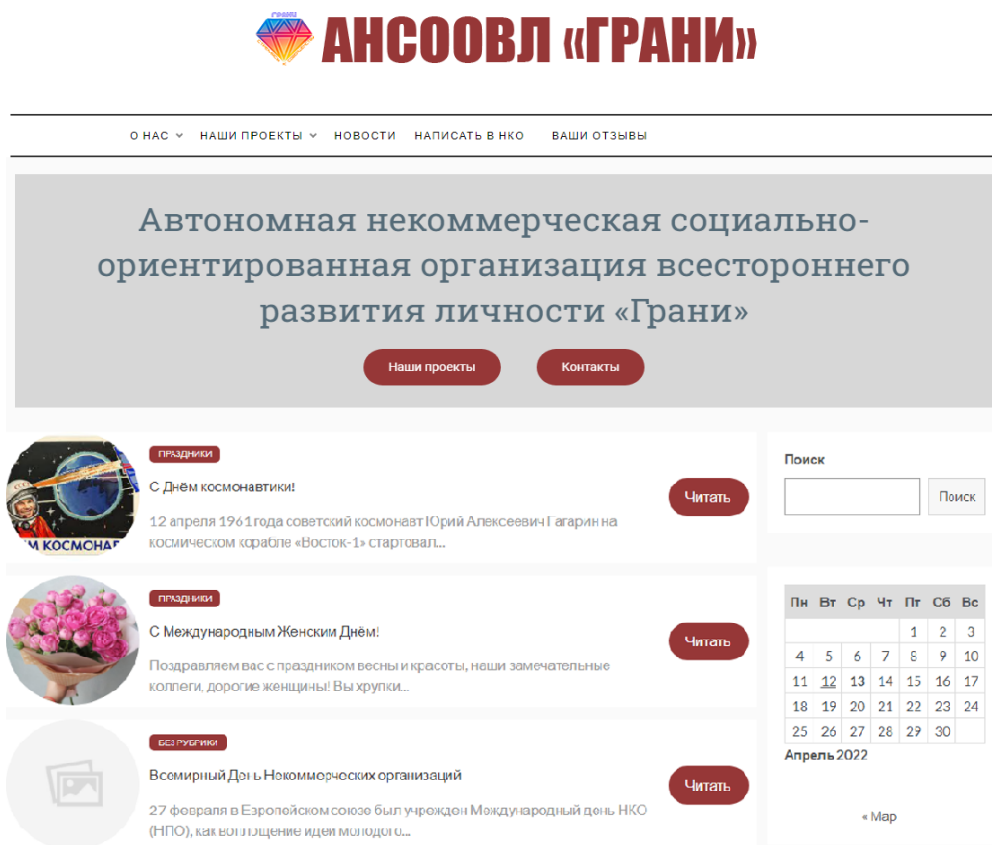 ГРАНИ
АНСООВЛ «ГРАНИ»
О НАС НАШИ ПРОЕКТЫ НОВОСТИ НАПИСАТЬ В НКО ВАШИ ОТЗЫВЫ
Автономная некоммерческая социально-
ориентированная организация всестороннего
развития личности «Грани»
Наши проекты Контакты
ПРАЗДНИКИ
С Днём космонавтики!
Читать
12 апреля 1961 года советский космонавт Юрий Алексеевич Гагарин на
космическом корабле «Восток-1» стартовал...
М КОСМОНАВ
ПРАЗДНИКИ
С Международным Женским Днём!
Читать
Поздравляем вас с праздником весны и красоты, наши замечательные
коллеги, дорогие женщины! Вы хрупки...
БЕЗ РУБРИКИ
Всемирный День Некоммерческих организаций
Читать
27 февраля в Европейском союзе был учрежден Международный день НКО
(НПО), как воплощение идеи молодого...
Поиск
Поиск
Пн Вт Ср Чт Пт Сб Вс
1 2 3
4 5 6 7 8 9 10
11 12 13 14 15 16 17
18 19 20 21 22 23 24
25 26 27 28 29 30
Апрель 2022
« Мар